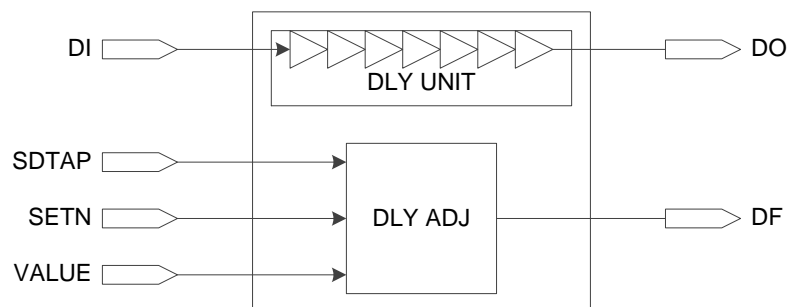 DI
DO
DLY UNIT
SDTAP
SETN
DLY ADJ
DF
VALUE